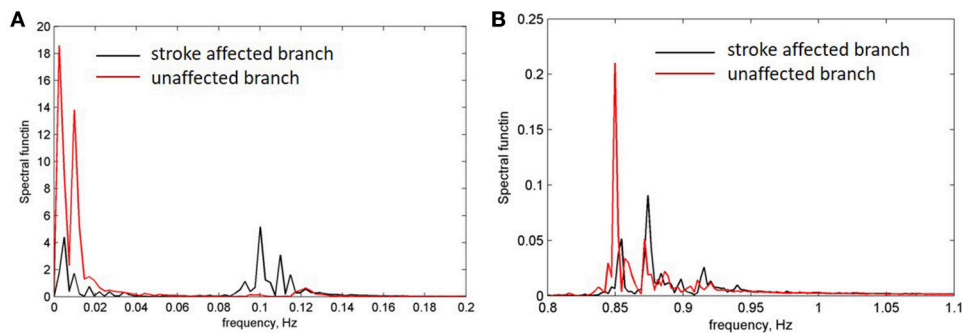 A
stroke affected branch
unaffected branch
Spectral functin
20
18
16
14
12
10
8
6
4
2
0
0 0.02 0.04 0.06 0.08 0.1 0.12 0.14 0.16 0.18 0.2
frequency, Hz
B
stroke affected branch
unaffected branch
Spectral functin
0.25
0.2
0.15
0.1
0.05
0
0.8 0.85 0.9 0.95 1 1.05 1.1
frequency, Hz